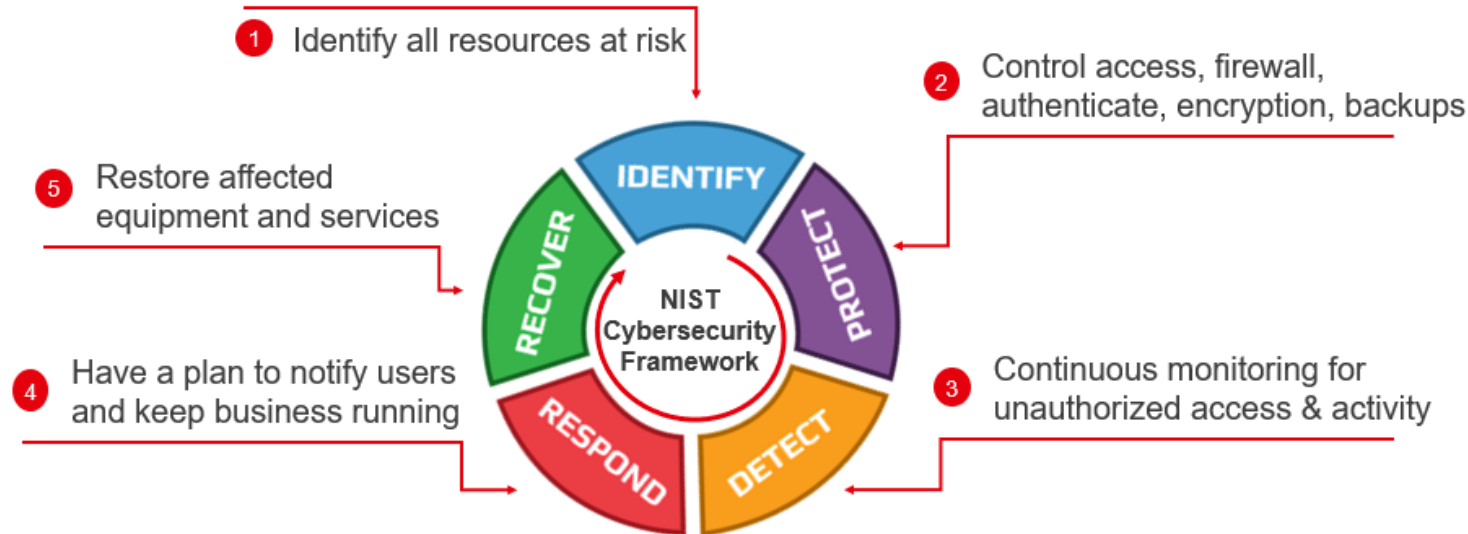 1 Identify all resources at risk
2 Control access, firewall,
authenticate, encryption, backups
3 Continuous monitoring for
unauthorized access & activity
4 Have a plan to notify users
and keep business running
5 Restore affected
equipment and services
IDENTIFY
PROTECT
DETECT
RESPOND
RECOVER
NIST
Cybersecurity
Framework